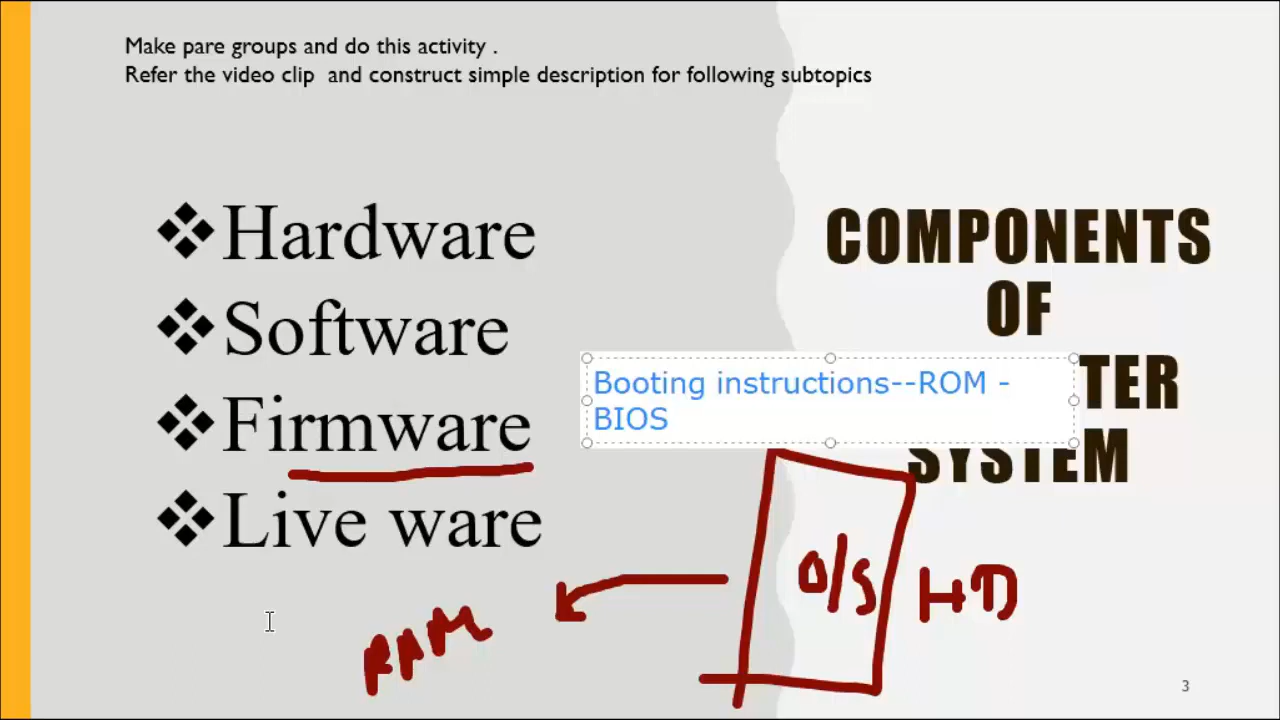 Make pare groups and do this activity .
Refer the video clip and construct simple description for following subtopics
❖Hardware
❖Software
❖Firmware
❖Live ware
COMPONENTS
OF
TER
SYSTEM
Booting instructions--ROM -
BIOS
O/S
HD
RAM
3